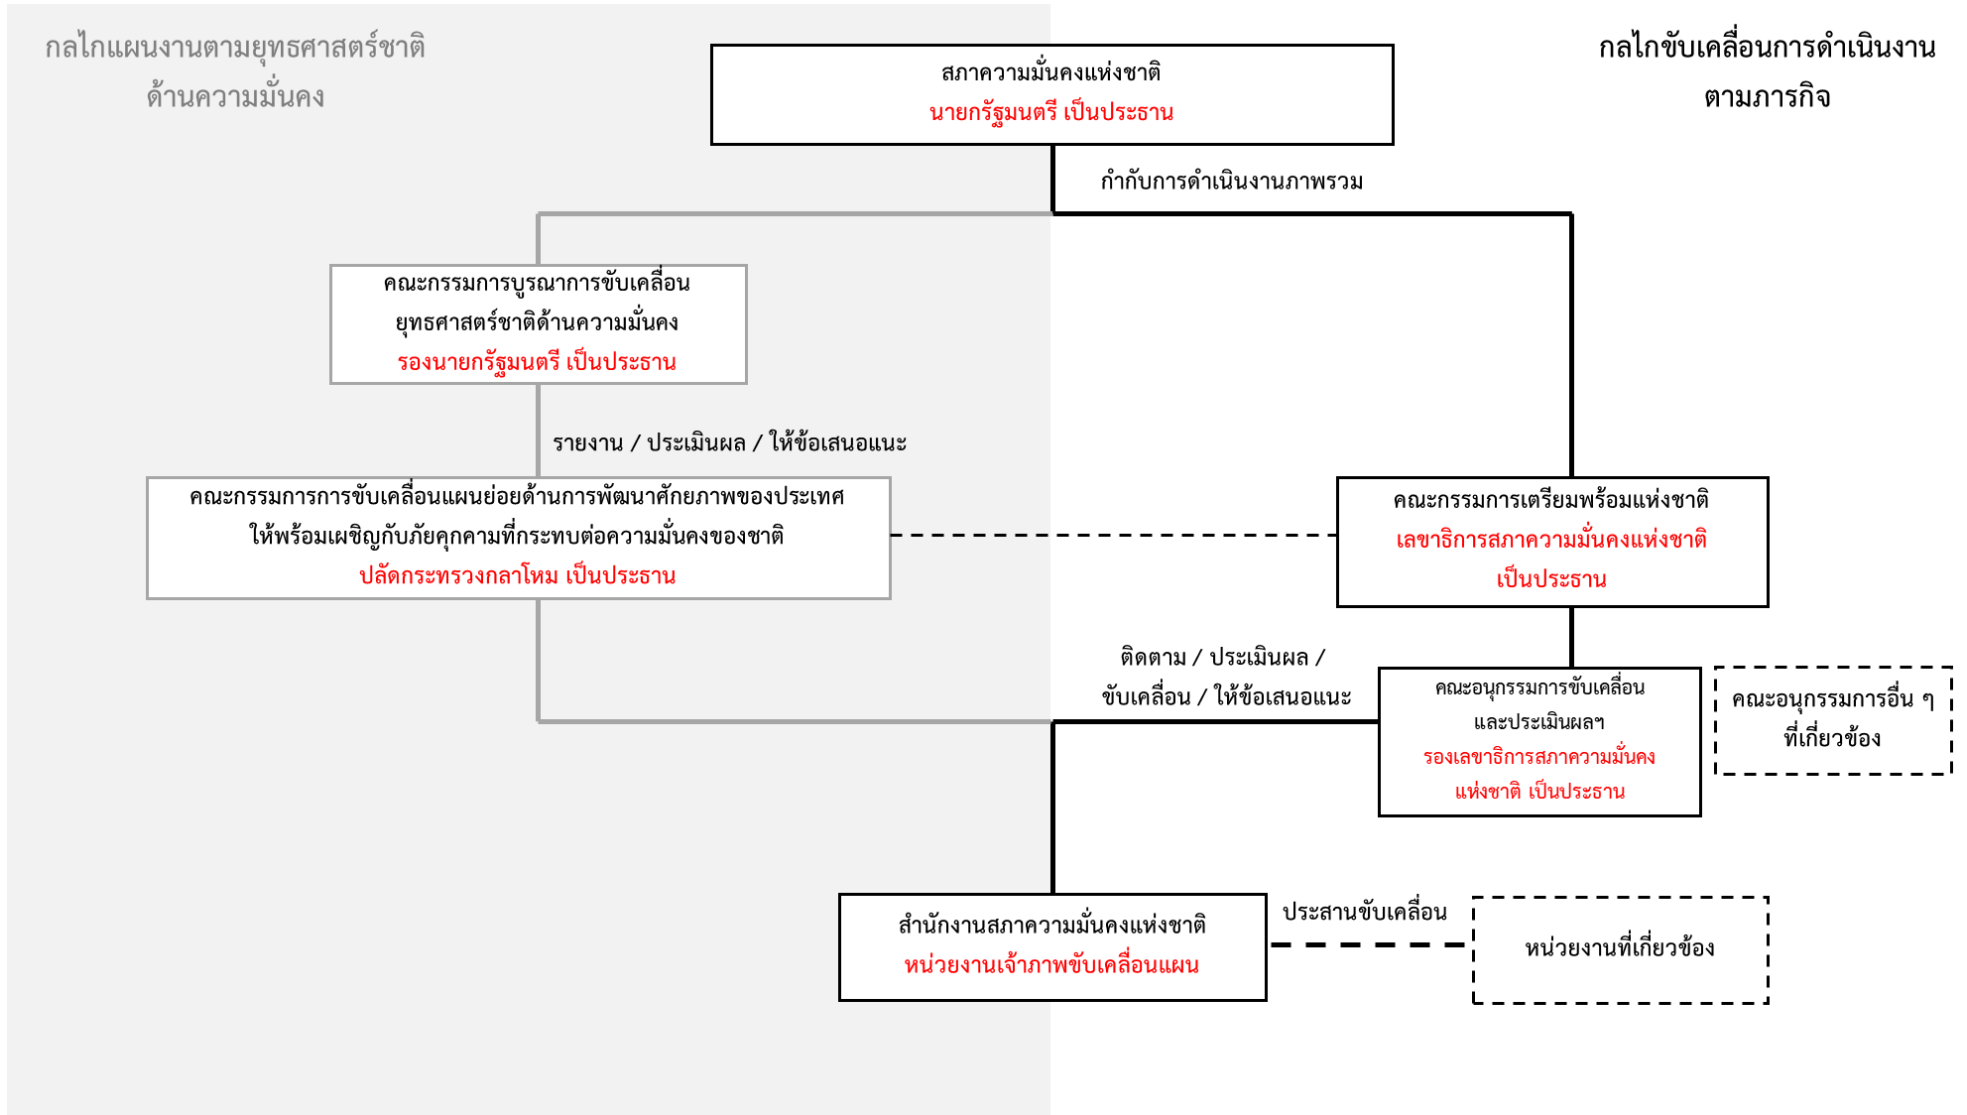 กลไกแผนงานตามยุทธศาสตร์ชาติ
ด้านความมั่นคง
กลไกขับเคลื่อนการดำเนินงาน
ตามภารกิจ
สภาความมั่นคงแห่งชาติ
นายกรัฐมนตรี เป็นประธาน
กำกับการดำเนินงานภาพรวม
คณะกรรมการบูรณาการขับเคลื่อน
ยุทธศาสตร์ชาติด้านความมั่นคง
รองนายกรัฐมนตรี เป็นประธาน
รายงาน / ประเมินผล / ให้ข้อเสนอแนะ
คณะกรรมการการขับเคลื่อนแผนย่อยด้านการพัฒนาศักยภาพของประเทศ
ให้พร้อมเผชิญกับภัยคุกคามที่กระทบต่อความมั่นคงของชาติ
ปลัดกระทรวงกลาโหม เป็นประธาน
คณะกรรมการเตรียมพร้อมแห่งชาติ
เลขาธิการสภาความมั่นคงแห่งชาติ
เป็นประธาน
ติดตาม / ประเมินผล /
ขับเคลื่อน / ให้ข้อเสนอแนะ
คณะอนุกรรมการขับเคลื่อน
และประเมินผลฯ
รองเลขาธิการสภาความมั่นคง
แห่งชาติ เป็นประธาน
คณะอนุกรรมการอื่น ๆ
ที่เกี่ยวข้อง
สำนักงานสภาความมั่นคงแห่งชาติ
หน่วยงานเจ้าภาพขับเคลื่อนแผน
ประสานขับเคลื่อน
หน่วยงานที่เกี่ยวข้อง